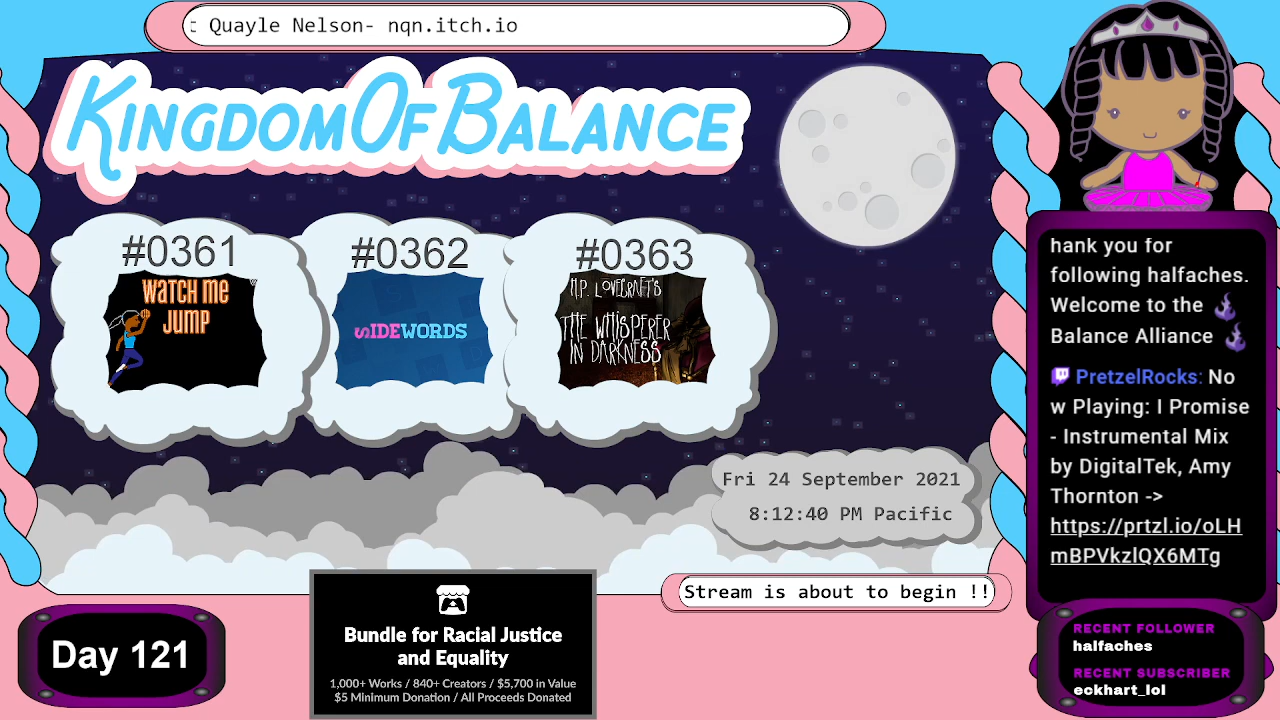 Quayle Nelson- nqn.itch.io
KINGDOMOFBALANCE
#0361
WATCH ME
JUMP
#0362
SIDEWORDS
#0363
H.P. LOVECRAFT'S
THE WHISPERER
IN DARKNESS
Fri 24 September 2021
8:12:40 PM Pacific
Stream is about to begin !!
Day 121
Bundle for Racial Justice
and Equality
1,000+ Works / 840+ Creators / $5,700 in Value
$5 Minimum Donation / All Proceeds Donated
hank you for
following halfaches.
Welcome to the
Balance Alliance
PretzelRocks: No
w Playing: I Promise
- Instrumental Mix
by DigitalTek, Amy
Thornton ->
https://prtzl.io/oLH
mBPVkzlQX6MTg
RECENT FOLLOWER
halfaches
RECENT SUBSCRIBER
eckhart_lol